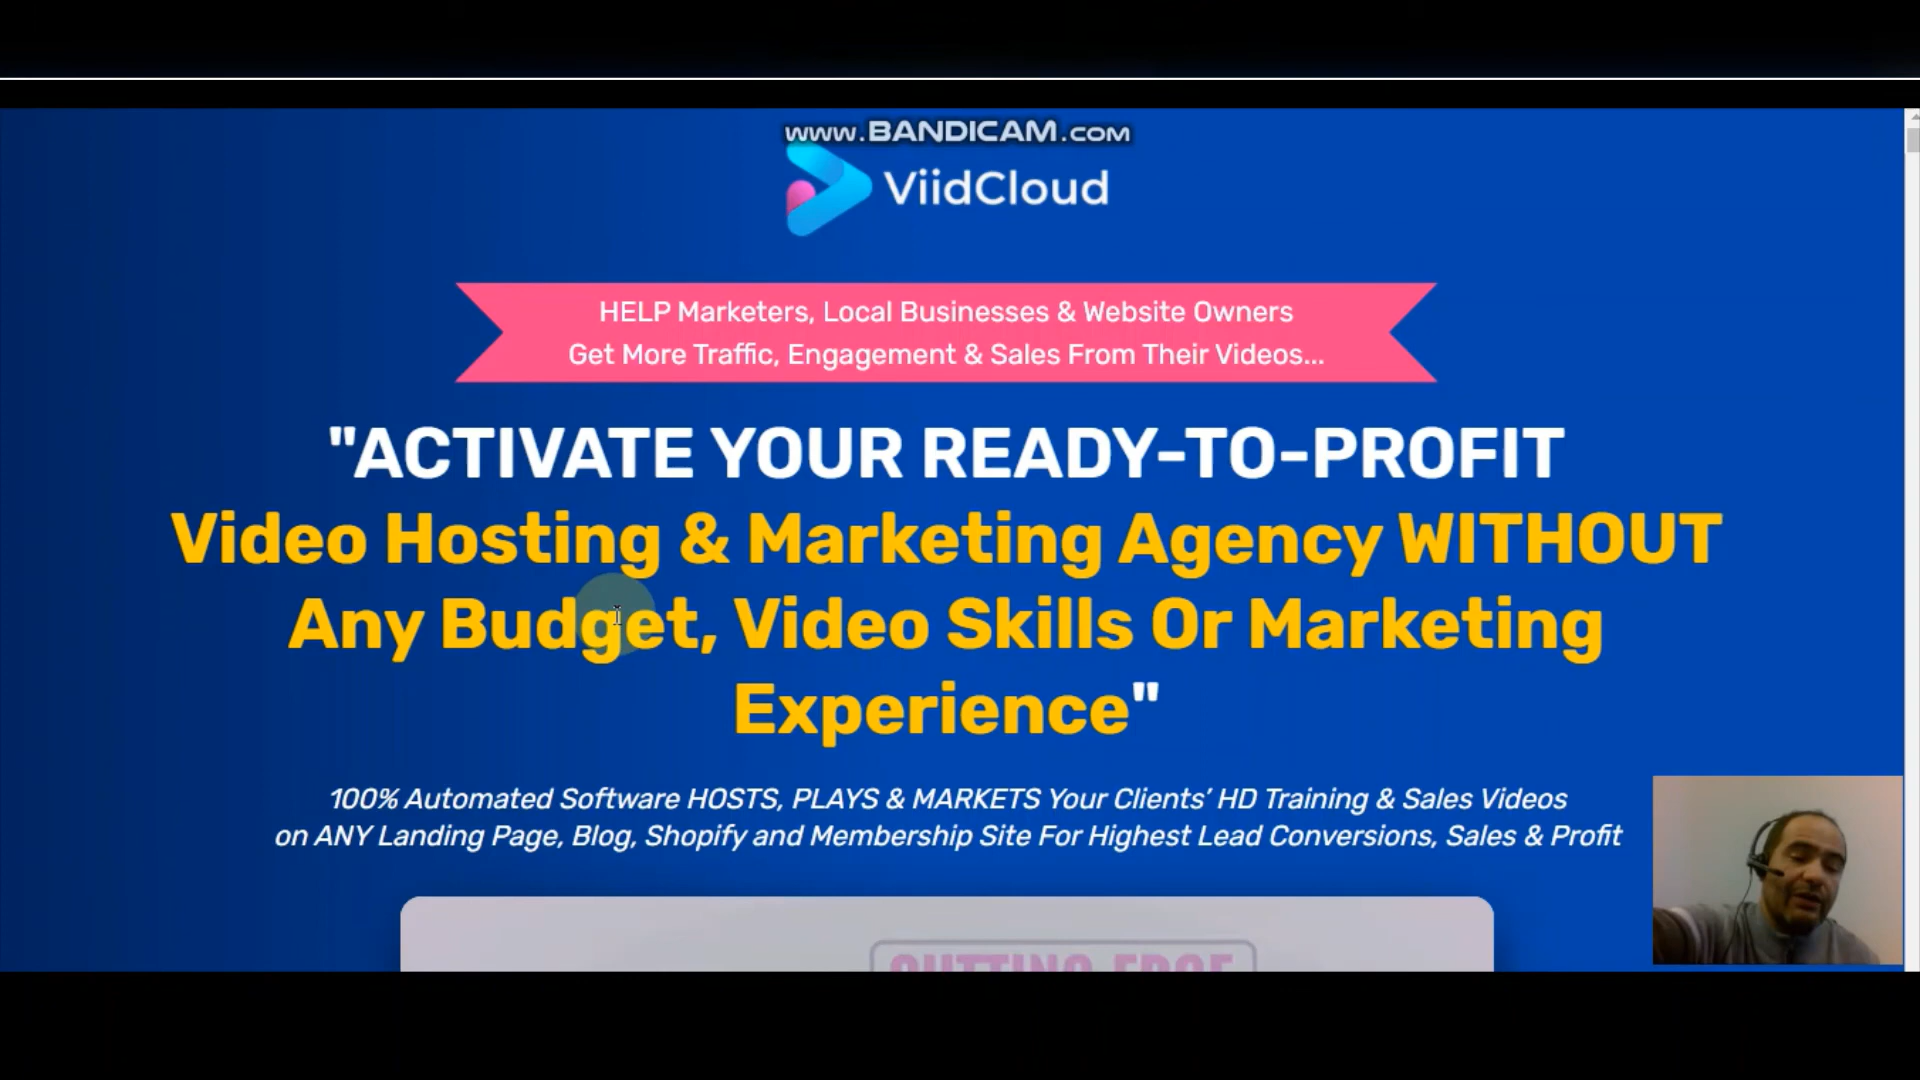 www.BANDICAM.com
ViidCloud
HELP Marketers, Local Businesses & Website Owners
Get More Traffic, Engagement & Sales From Their Videos...
"ACTIVATE YOUR READY-TO-PROFIT
Video Hosting & Marketing Agency WITHOUT
Any Budget, Video Skills Or Marketing
Experience"
100% Automated Software HOSTS, PLAYS & MARKETS Your Clients’ HD Training & Sales Videos
on ANY Landing Page, Blog, Shopify and Membership Site For Highest Lead Conversions, Sales & Profit
CUTTING EDGE